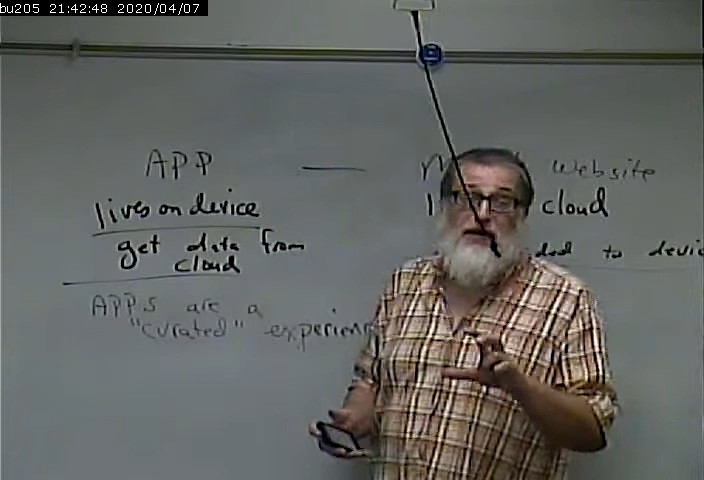 bu205 21:42:48 2020/04/07
APP — website
lives on device cloud
get data from to device
cloud
APPS are a
"curated"